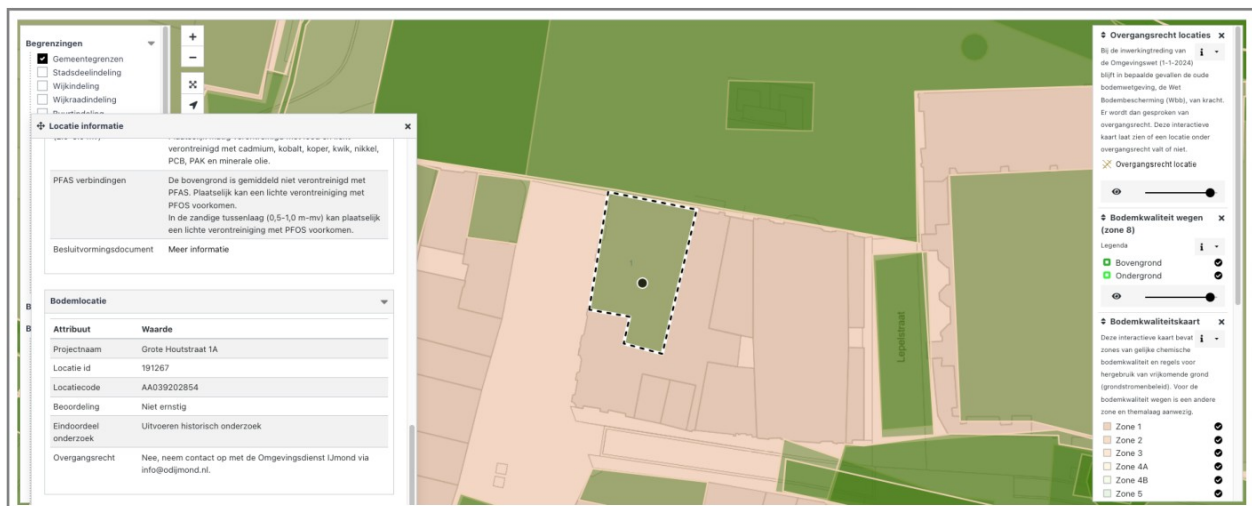 Begrenzingen
Gemeentegrenzen
Stadsdeelindeling
Wijkindeling
Wijkraadindeling
Locatie informatie
verontreinigd met cadmium, kobalt, koper, kwik, nikkel,
PCB, PAK en minerale olie.
PFAS verbindingen
De bovengrond is gemiddeld niet verontreinigd met
PFAS. Plaatselijk kan een lichte verontreiniging met
PFOS voorkomen.
In de zandige tussenlaag (0,5-1,0 m-mv) kan plaatselijk
een lichte verontreiniging met PFOS voorkomen.
Besluitvormingsdocument Meer informatie
Bodemlocatie
Attribuut Waarde
Projectnaam Grote Houtstraat 1A
Locatie id 191267
Locatiecode AA039202854
Beoordeling Niet ernstig
Eindoordeel Uitvoeren historisch onderzoek
onderzoek
Overgangsrecht Nee, neem contact op met de Omgevingsdienst IJmond via
info@odijmond.nl.
1
Lepelstraat
Overgangsrecht locaties
Bij de inwerkingtreding van
de Omgevingswet (1-1-2024)
blijft in bepaalde gevallen de oude
bodemwetgeving, de Wet
Bodembescherming (Wbb), van kracht.
Er wordt dan gesproken van
overgangsrecht. Deze interactieve
kaart laat zien of een locatie onder
overgangsrecht valt of niet.
Overgangsrecht locatie
Bodemkwaliteit wegen
(zone 8)
Legenda
Bovengrond
Ondergrond
Bodemkwaliteitskaart
Deze interactieve kaart bevat
zones van gelijke chemische
bodemkwaliteit en regels voor
hergebruik van vrijkomende grond
(grondstromenbeleid). Voor de
bodemkwaliteit wegen is een andere
zone en themalaag aanwezig.
Zone 1
Zone 2
Zone 3
Zone 4A
Zone 4B
Zone 5